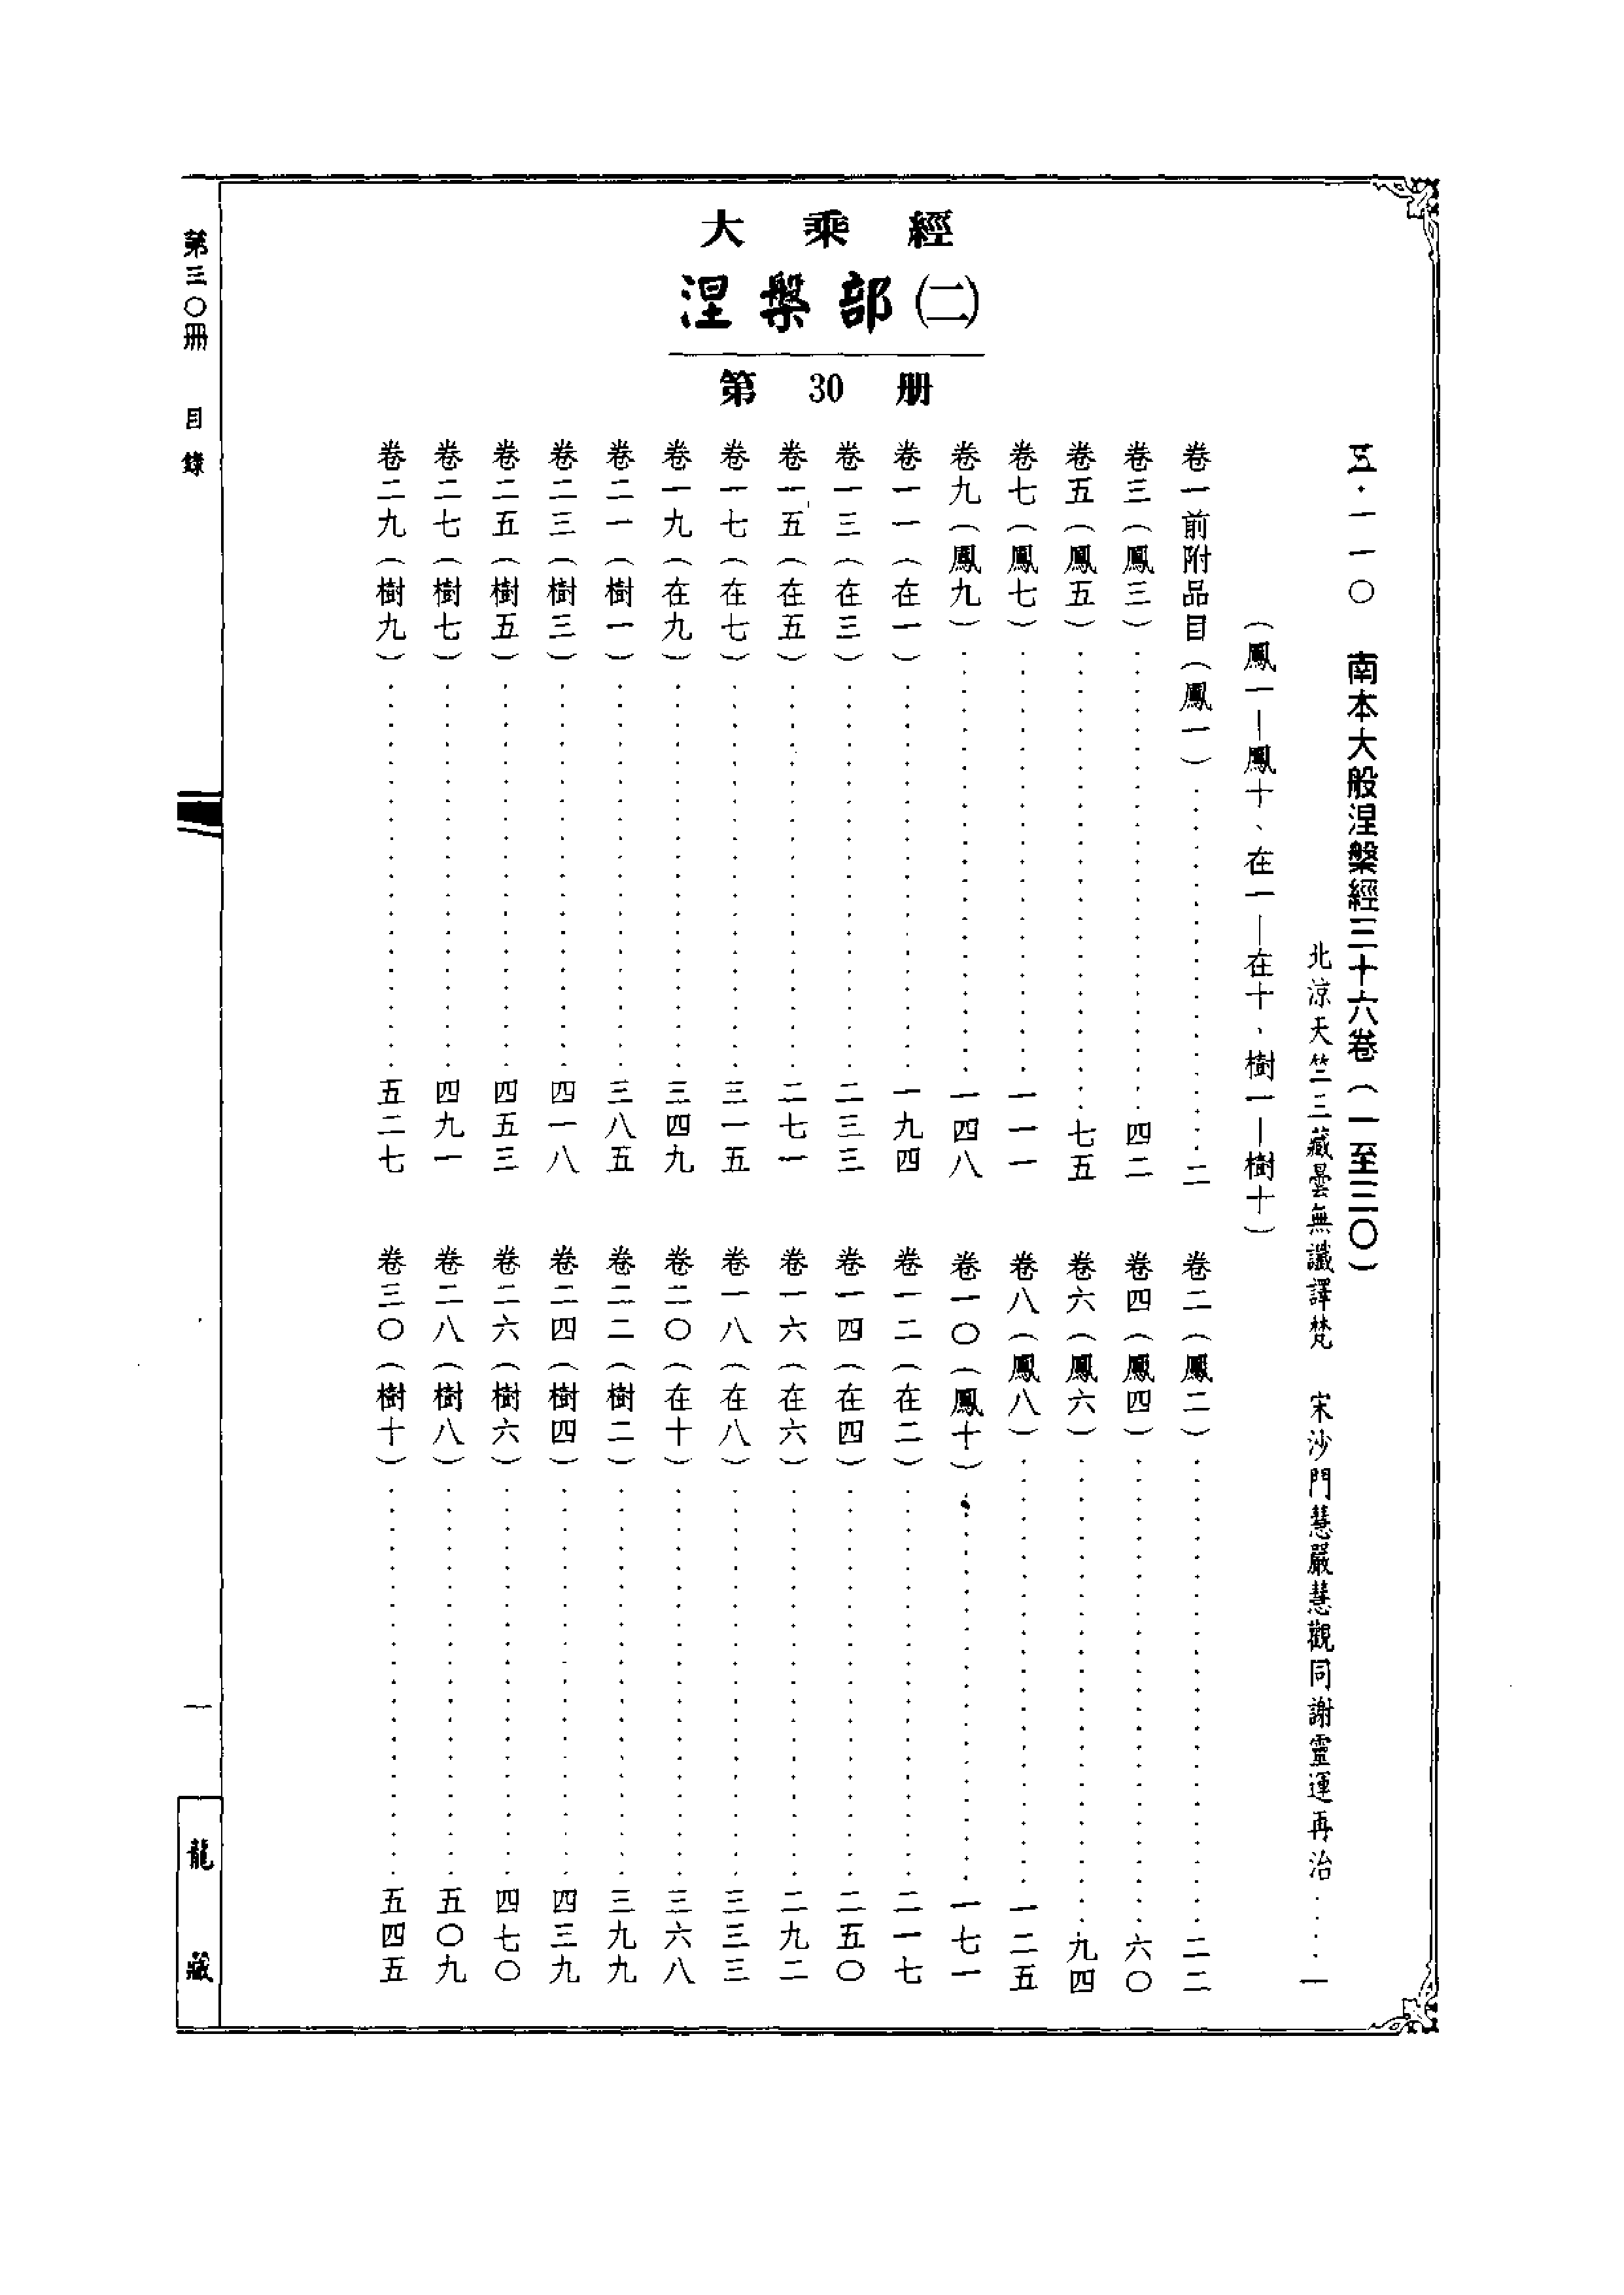 大乘經
涅槃部(二)
第30册
五·一一〇 南本大般涅槃經三十六卷(一至三〇)
北涼天竺三藏曇無讖譯梵 宋沙門慧嚴慧觀同謝靈運再治·····一
(鳳一—鳳十、在一—在十、樹一—樹十)
卷一前附品目(鳳一)·····二
卷二(鳳二)·····二二
卷三(鳳三)·····四二
卷四(鳳四)·····六〇
卷五(鳳五)·····七五
卷六(鳳六)·····九四
卷七(鳳七)·····一一一
卷八(鳳八)·····一二五
卷九(鳳九)·····一四八
卷一〇(鳳十)·····一七一
卷一一(在一)·····一九四
卷一二(在二)·····二一七
卷一三(在三)·····二三三
卷一四(在四)·····二五〇
卷一五(在五)·····二七一
卷一六(在六)·····二九二
卷一七(在七)·····三一五
卷一八(在八)·····三三三
卷一九(在九)·····三四九
卷二〇(在十)·····三六八
卷二一(樹一)·····三八五
卷二二(樹二)·····三九九
卷二三(樹三)·····四一八
卷二四(樹四)·····四三九
卷二五(樹五)·····四五三
卷二六(樹六)·····四七〇
卷二七(樹七)·····四九一
卷二八(樹八)·····五〇九
卷二九(樹九)·····五二七
卷三〇(樹十)·····五四五
第三〇冊 目錄
一
龍藏